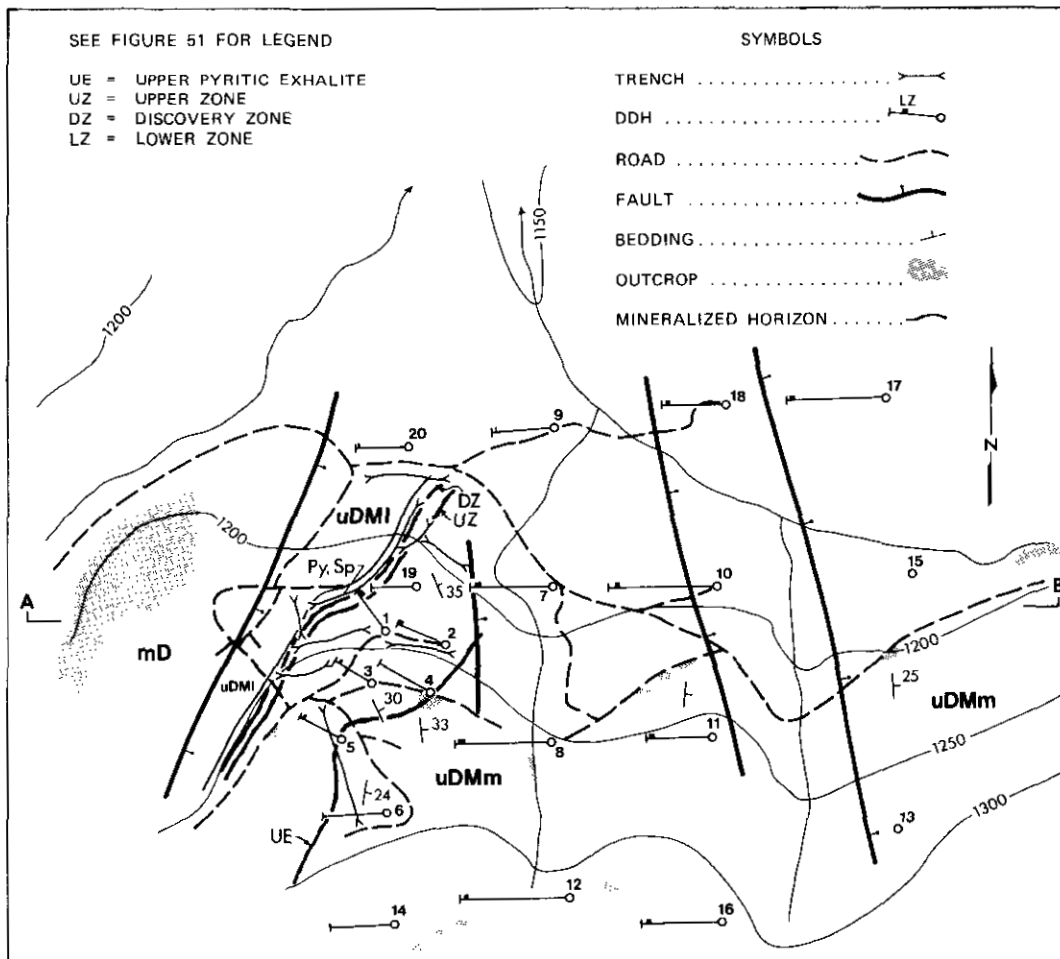 SEE FIGURE 51 FOR LEGEND
UE = UPPER PYRITIC EXHALITE
UZ = UPPER ZONE
DZ = DISCOVERY ZONE
LZ = LOWER ZONE
SYMBOLS
TRENCH
LZ
DDH
ROAD
FAULT
BEDDING
OUTCROP
MINERALIZED HORIZON
1150
1200
N
17
18
9
20
DZ
UZ
uDMl
1200
Py, Sp
19
35
7
10
15
A
B
1200
mD
1
2
uDMl
3
4
30
33
25
uDMm
5
8
11
1250
uDMm
24
6
1300
13
UE
12
14
16